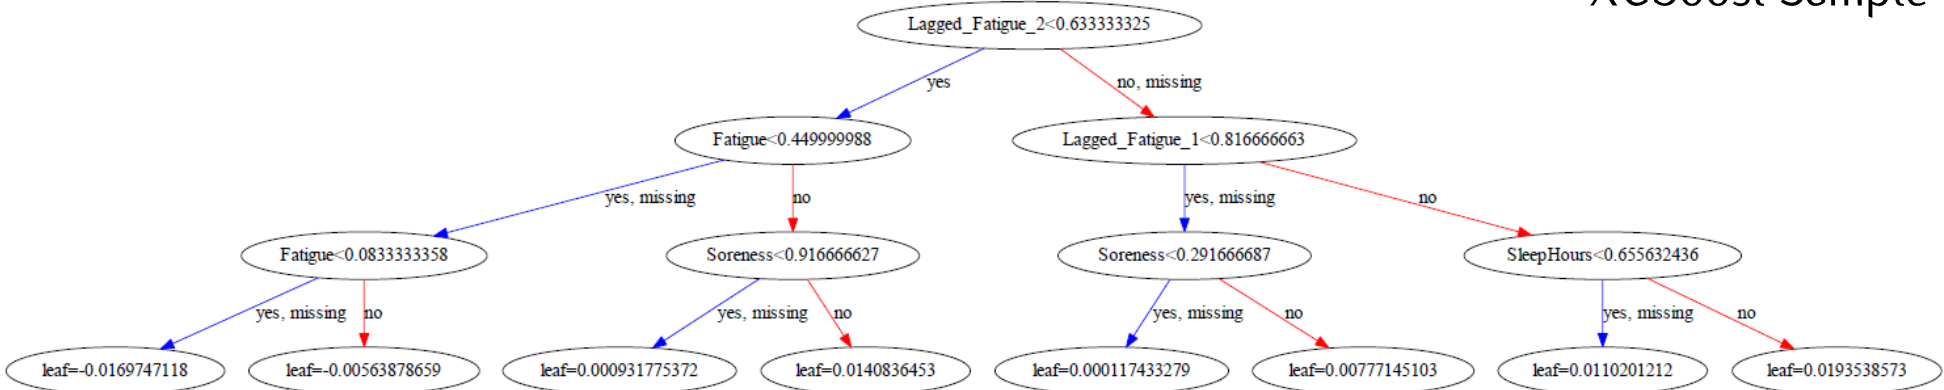 XGBoost Sample
Lagged_Fatigue_2<0.633333325
yes
no, missing
Fatigue<0.449999988
Lagged_Fatigue_1<0.816666663
yes, missing
no
yes, missing
no
Fatigue<0.0833333358
Soreness<0.916666627
Soreness<0.291666687
SleepHours<0.655632436
yes, missing
no
yes, missing
no
yes, missing
no
yes, missing
no
leaf=-0.0169747118
leaf=-0.00563878659
leaf=0.000931775372
leaf=0.0140836453
leaf=0.000117433279
leaf=0.00777145103
leaf=0.0110201212
leaf=0.0193538573